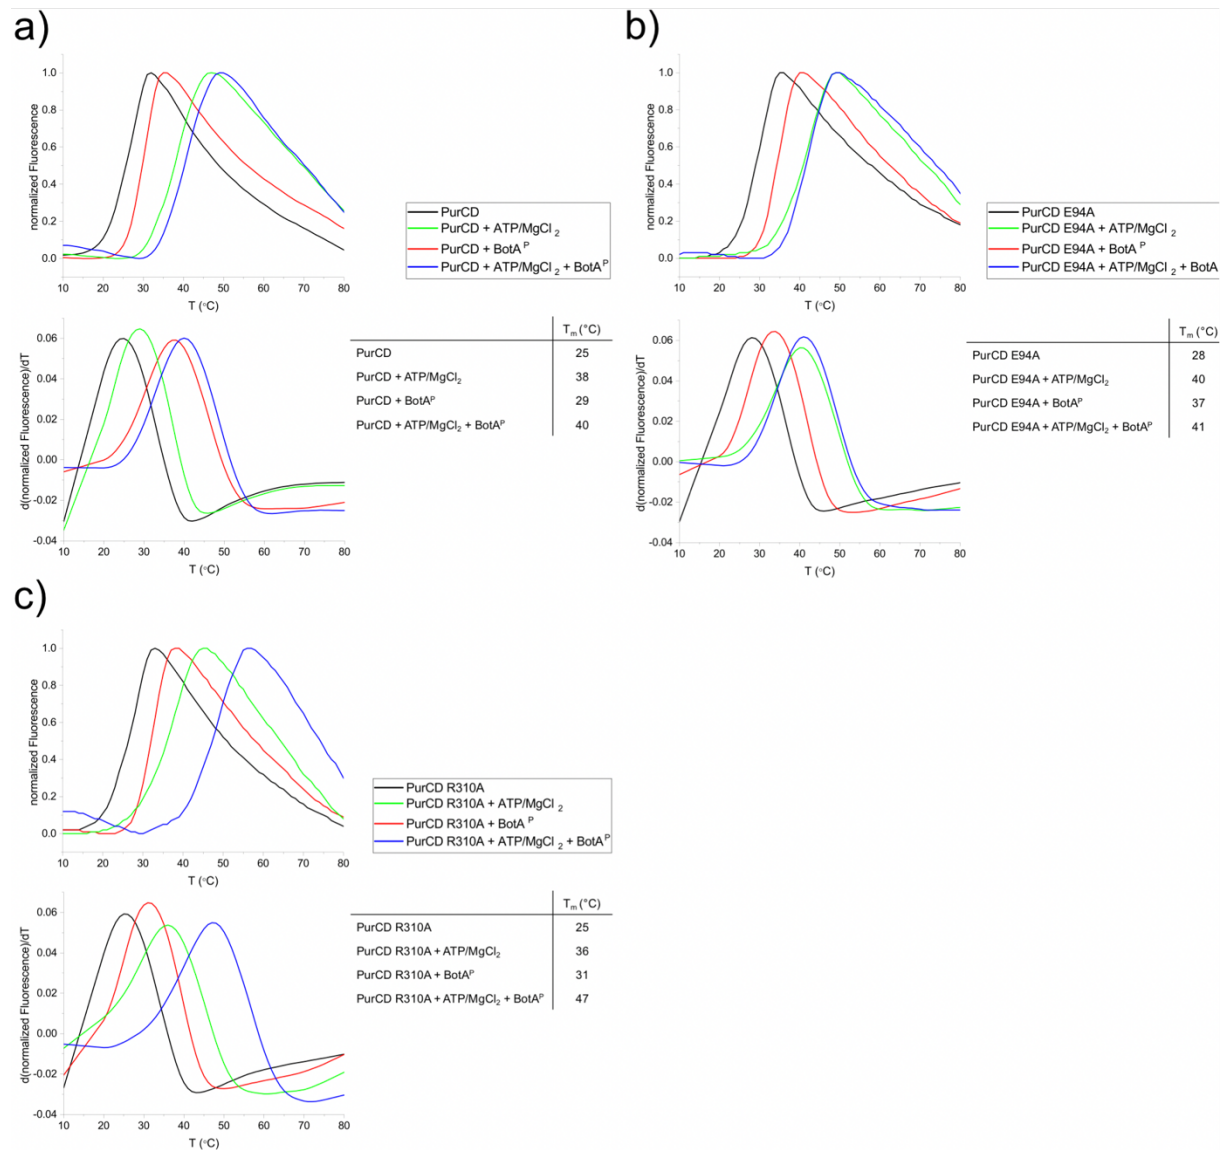 a)
normalized Fluorescence
1.0
0.8
0.6
0.4
0.2
0.0
10 20 30 40 50 60 70 80
T (°C)
PurCD
PurCD + ATP/MgCl₂
PurCD + BotAᴾ
PurCD + ATP/MgCl₂ + BotAᴾ
d(normalized Fluorescence)/dT
0.06
0.04
0.02
0.00
-0.02
-0.04
10 20 30 40 50 60 70 80
T (°C)
Tₘ (°C)
PurCD 25
PurCD + ATP/MgCl₂ 38
PurCD + BotAᴾ 29
PurCD + ATP/MgCl₂ + BotAᴾ 40
b)
normalized Fluorescence
1.0
0.8
0.6
0.4
0.2
0.0
10 20 30 40 50 60 70 80
T (°C)
PurCD E94A
PurCD E94A + ATP/MgCl₂
PurCD E94A + BotAᴾ
PurCD E94A + ATP/MgCl₂ + BotA
d(normalized Fluorescence)/dT
0.06
0.04
0.02
0.00
-0.02
-0.04
10 20 30 40 50 60 70 80
T (°C)
Tₘ (°C)
PurCD E94A 28
PurCD E94A + ATP/MgCl₂ 40
PurCD E94A + BotAᴾ 37
PurCD E94A + ATP/MgCl₂ + BotAᴾ 41
c)
normalized Fluorescence
1.0
0.8
0.6
0.4
0.2
0.0
10 20 30 40 50 60 70 80
T (°C)
PurCD R310A
PurCD R310A + ATP/MgCl₂
PurCD R310A + BotAᴾ
PurCD R310A + ATP/MgCl₂ + BotAᴾ
d(normalized Fluorescence)/dT
0.06
0.04
0.02
0.00
-0.02
-0.04
10 20 30 40 50 60 70 80
T (°C)
Tₘ (°C)
PurCD R310A 25
PurCD R310A + ATP/MgCl₂ 36
PurCD R310A + BotAᴾ 31
PurCD R310A + ATP/MgCl₂ + BotAᴾ 47